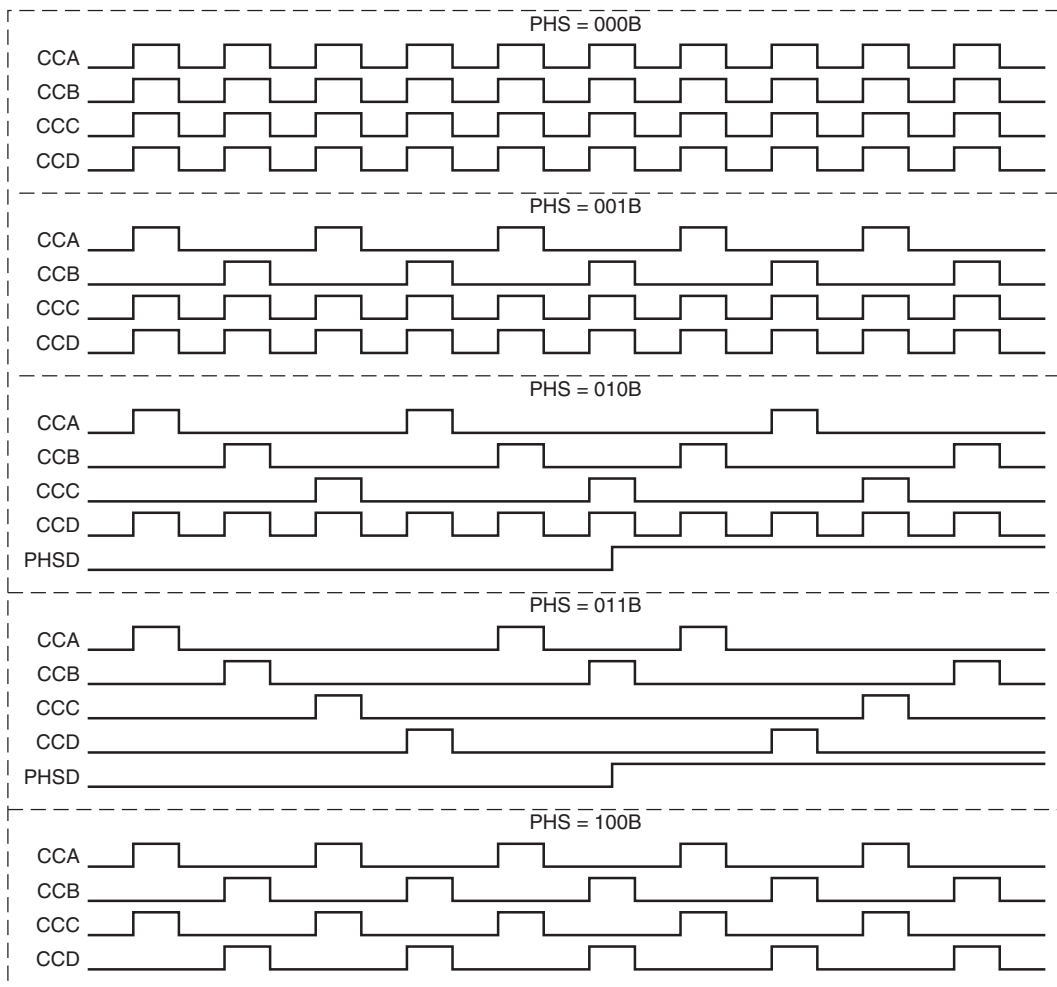 PHS = 000B
CCA
CCB
CCC
CCD
PHS = 001B
CCA
CCB
CCC
CCD
PHS = 010B
CCA
CCB
CCC
CCD
PHSD
PHS = 011B
CCA
CCB
CCC
CCD
PHSD
PHS = 100B
CCA
CCB
CCC
CCD